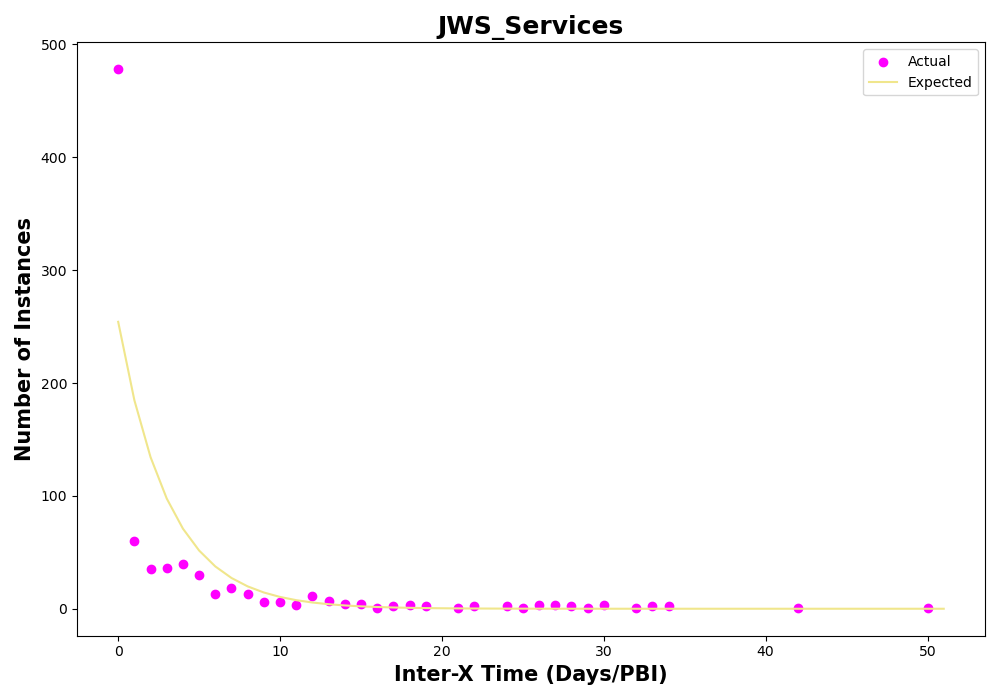 JWS_Services
Actual
Expected
500
400
300
200
100
0
Number of Instances
0 10 20 30 40 50
Inter-X Time (Days/PBI)